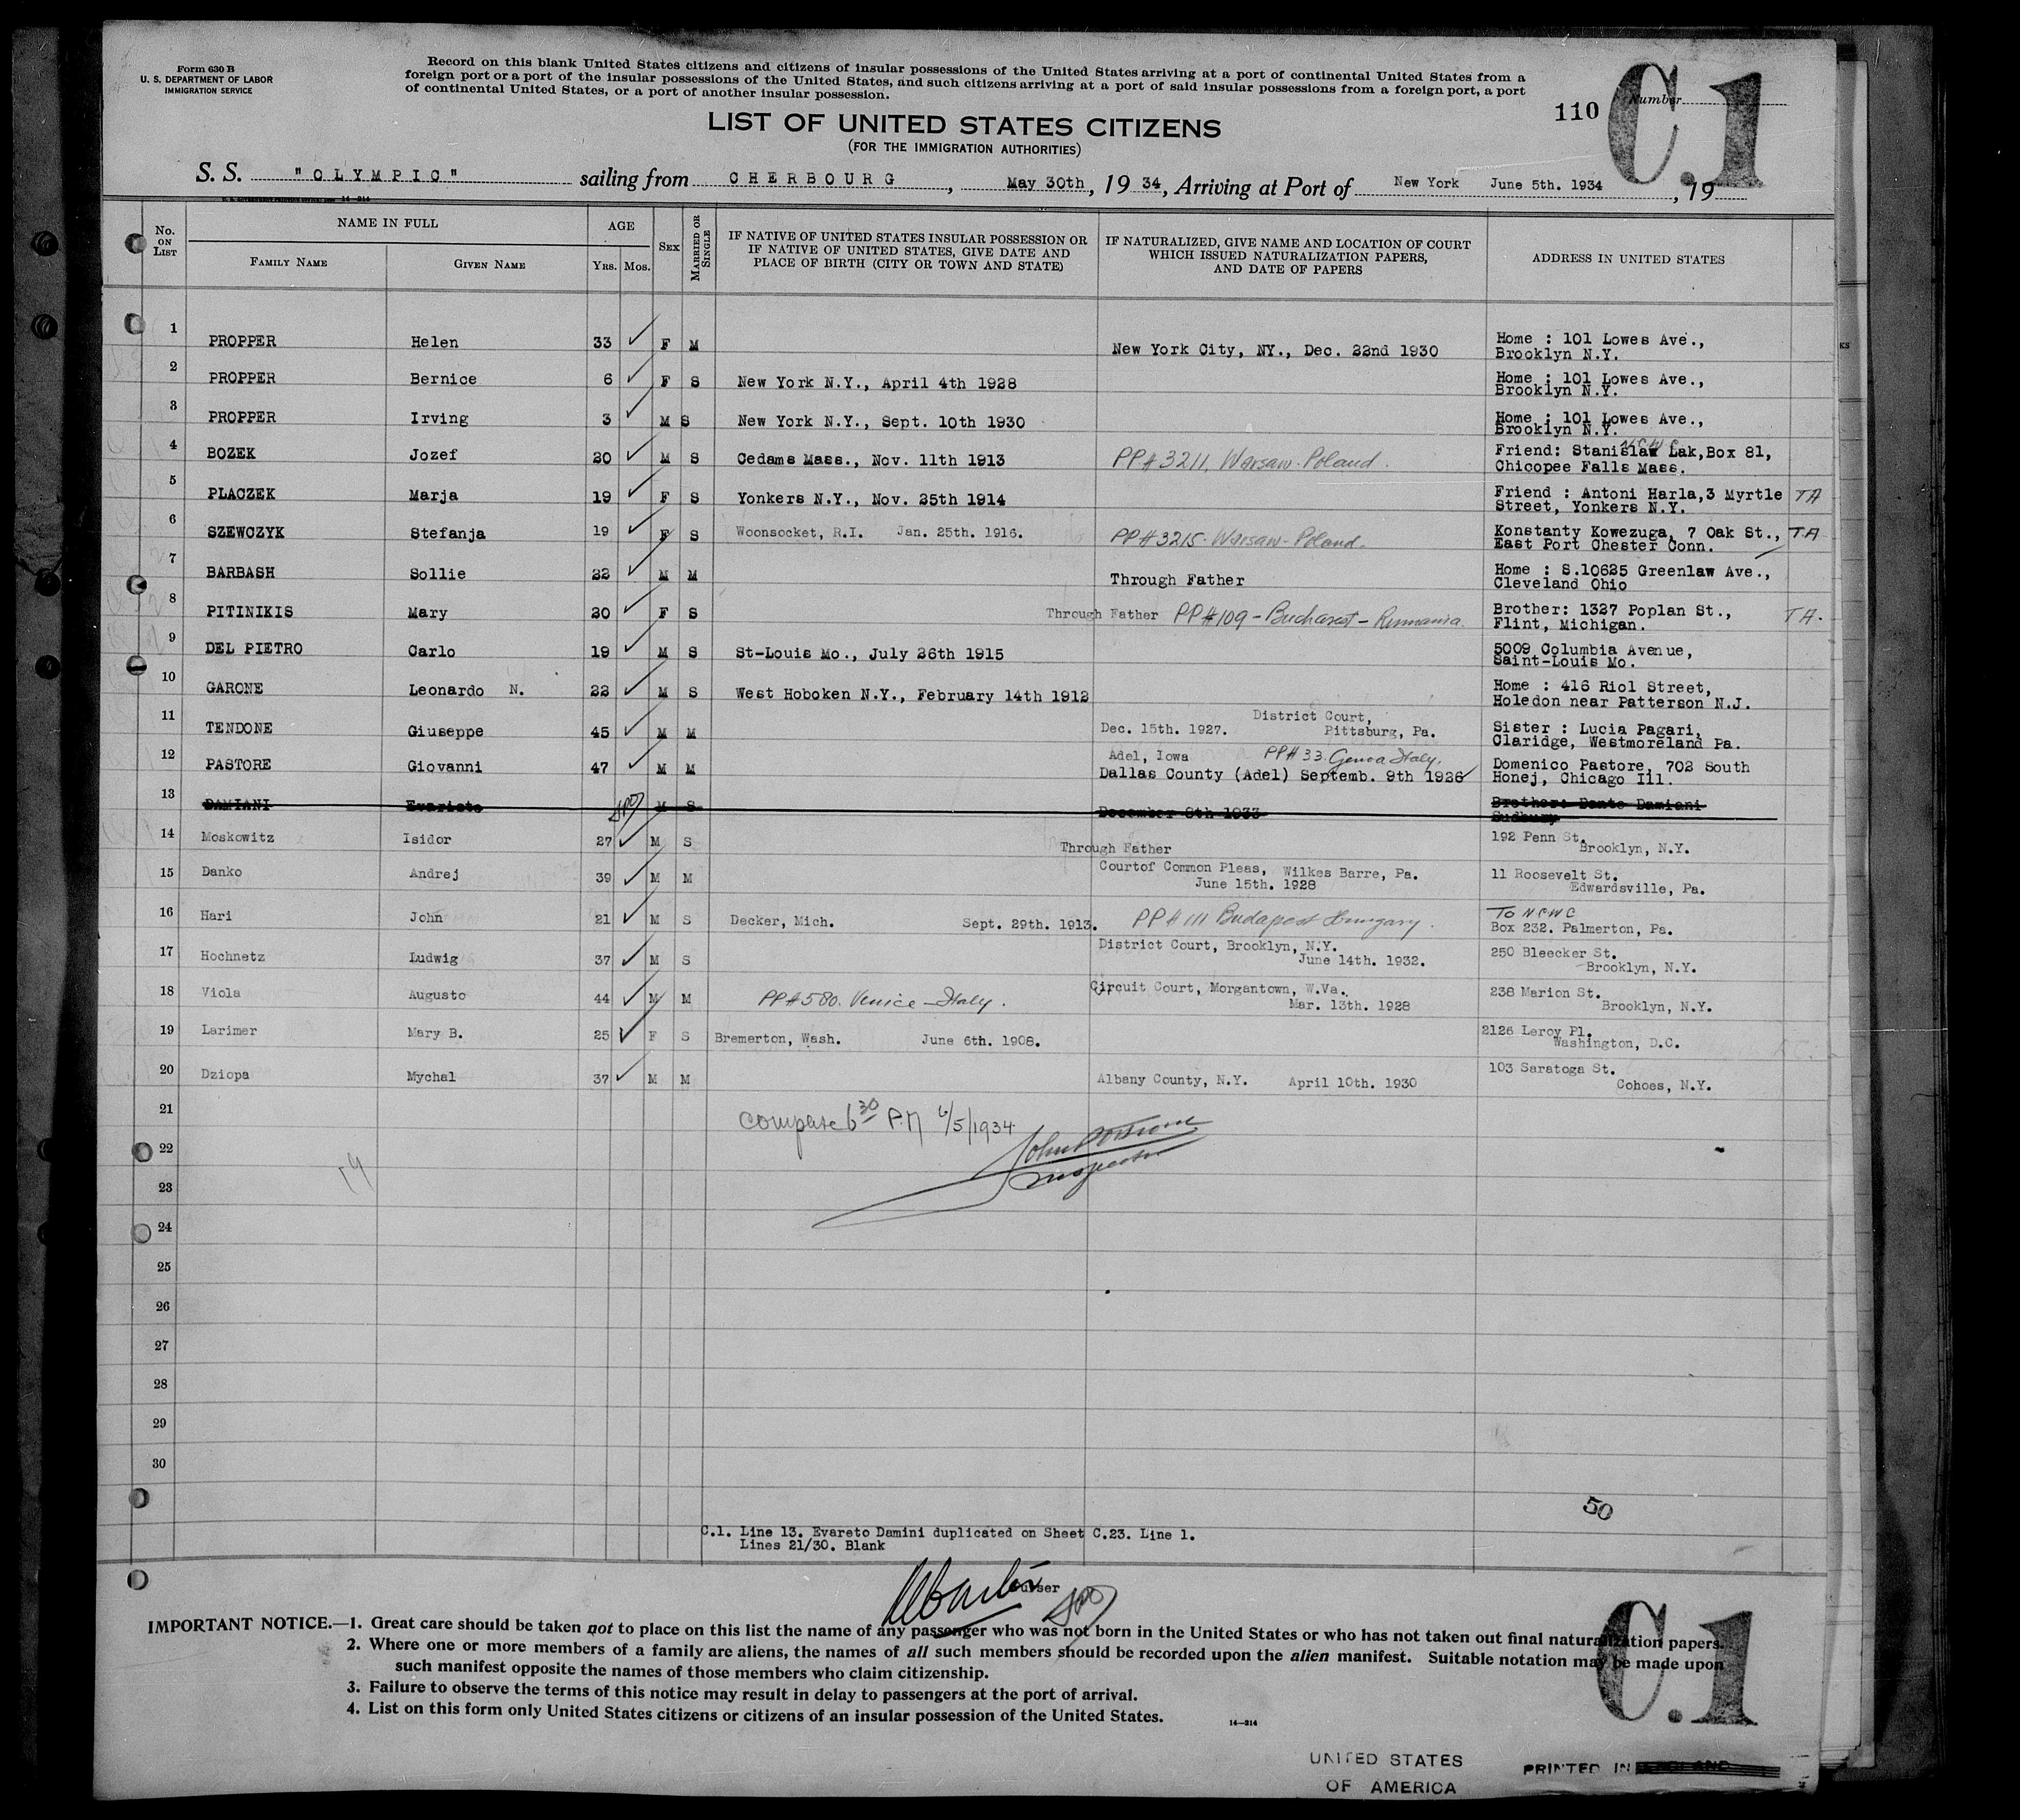 Form 630 B
U. S. DEPARTMENT OF LABOR
IMMIGRATION SERVICE
Record on this blank United States citizens and citizens of insular possessions of the United States arriving at a port of continental United States from a
foreign port or a port of the insular possessions of the United States, and such citizens arriving at a port of said insular possessions from a foreign port, a port
of continental United States, or a port of another insular possession.
110 Number
C.1
LIST OF UNITED STATES CITIZENS
(FOR THE IMMIGRATION AUTHORITIES)
S. S. "OLYMPIC" sailing from CHERBOURG, May 30th, 19 34, Arriving at Port of New York June 5th. 1934, 19
No. ON LIST
NAME IN FULL
FAMILY NAME GIVEN NAME
AGE
YRS. MOS.
SEX
MARRIED OR SINGLE
IF NATIVE OF UNITED STATES INSULAR POSSESSION OR
IF NATIVE OF UNITED STATES, GIVE DATE AND
PLACE OF BIRTH (CITY OR TOWN AND STATE)
IF NATURALIZED, GIVE NAME AND LOCATION OF COURT
WHICH ISSUED NATURALIZATION PAPERS,
AND DATE OF PAPERS
ADDRESS IN UNITED STATES
1 PROPPER Helen 33 F M New York City, NY., Dec. 22nd 1930 Home : 101 Lowes Ave.,
Brooklyn N.Y.
2 PROPPER Bernice 6 F S New York N.Y., April 4th 1928 Home : 101 Lowes Ave.,
Brooklyn N.Y.
3 PROPPER Irving 3 M S New York N.Y., Sept. 10th 1930 Home : 101 Lowes Ave.,
Brooklyn N.Y.
NCWC
4 BOZEK Jozef 20 M S Cedams Mass., Nov. 11th 1913 PP# 3211, Warsaw-Poland. Friend: Stanislaw Lak,Box 81,
Chicopee Falls Mass.
5 PLACZEK Marja 19 F S Yonkers N.Y., Nov. 25th 1914 Friend : Antoni Harla,3 Myrtle TA
Street, Yonkers N.Y.
6 SZEWCZYK Stefanja 19 F S Woonsocket, R.I. Jan. 25th. 1916. PP#3215-Warsaw-Poland. Konstanty Kowezuga, 7 Oak St., TA
East Port Chester Conn.
7 BARBASH Sollie 22 M M Through Father Home : S.10625 Greenlaw Ave.,
Cleveland Ohio
8 PITINIKIS Mary 20 F S Through Father PP#109-Bucharest-Rumania. Brother: 1327 Poplan St., TA.
Flint, Michigan.
9 DEL PIETRO Carlo 19 M S St-Louis Mo., July 26th 1915 5009 Columbia Avenue,
Saint-Louis Mo.
10 GARONE Leonardo N. 22 M S West Hoboken N.Y., February 14th 1912 Home : 416 Riol Street,
Holedon near Patterson N.J.
11 TENDONE Giuseppe 45 M M Dec. 15th. 1927. District Court,
Pittsburg, Pa. Sister : Lucia Pagari,
Claridge, Westmoreland Pa.
12 PASTORE Giovanni 47 M M Adel, Iowa PP# 33. Genoa Italy.
Dallas County (Adel) Septemb. 9th 1926 Domenico Pastore, 702 South
Honej, Chicago Ill.
13 DAMIANI Evaristo M S December 8th 1933 Brother: Dante Damiani
Sudbury
14 Moskowitz Isidor 27 M S Through Father 192 Penn St.
Brooklyn, N.Y.
15 Danko Andrej 39 M M Courtof Common Pleas, Wilkes Barre, Pa.
June 15th. 1928 11 Roosevelt St.
Edwardsville, Pa.
To NCWC
16 Hari John 21 M S Decker, Mich. Sept. 29th. 1913. PP# 111 Budapest Hungary. Box 232. Palmerton, Pa.
17 Hochnetz Ludwig 37 M S District Court, Brooklyn, N.Y.
June 14th. 1932. 250 Bleecker St.
Brooklyn, N.Y.
18 Viola Augusto 44 M M PP#580. Venice-Italy. Circuit Court, Morgantown, W.Va.
Mar. 13th. 1928 238 Marion St.
Brooklyn, N.Y.
19 Larimer Mary B. 25 F S Bremerton, Wash. June 6th. 1908. 2126 Leroy Pl.
Washington, D.C.
20 Dziopa Mychal 37 M M Albany County, N.Y. April 10th. 1930 103 Saratoga St.
Cohoes, N.Y.
21
Complete 6 30 P.M 6/5/1934
22
Inspector
19
23
24
25
26
27
28
29
30
50
C.1. Line 13. Evareto Damini duplicated on Sheet C.23. Line 1.
Lines 21/30. Blank
Purser
IMPORTANT NOTICE.—1. Great care should be taken not to place on this list the name of any passenger who was not born in the United States or who has not taken out final naturalization papers.
2. Where one or more members of a family are aliens, the names of all such members should be recorded upon the alien manifest. Suitable notation may be made upon
such manifest opposite the names of those members who claim citizenship.
3. Failure to observe the terms of this notice may result in delay to passengers at the port of arrival.
4. List on this form only United States citizens or citizens of an insular possession of the United States.
14—214
C.1
UNITED STATES
OF AMERICA
PRINTED IN